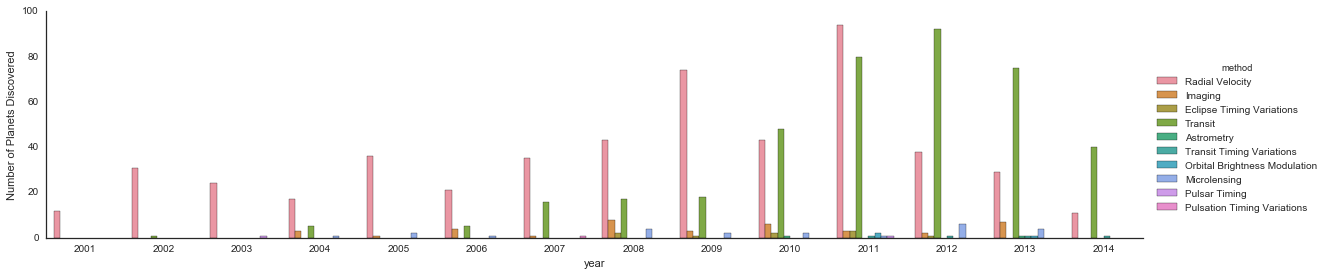 100
80
60
40
20
0
Number of Planets Discovered
2001 2002 2003 2004 2005 2006 2007 2008 2009 2010 2011 2012 2013 2014
year
method
Radial Velocity
Imaging
Eclipse Timing Variations
Transit
Astrometry
Transit Timing Variations
Orbital Brightness Modulation
Microlensing
Pulsar Timing
Pulsation Timing Variations